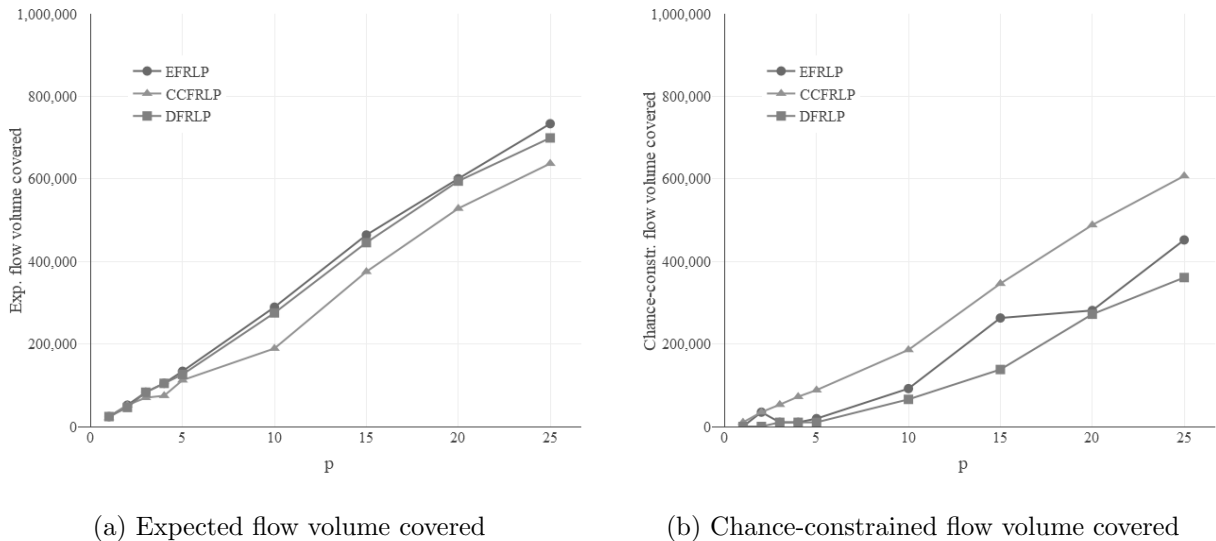 1,000,000
800,000
600,000
400,000
200,000
0
Exp. flow volume covered
EFRLP
CCFRLP
DFRLP
0 5 10 15 20 25
p
(a) Expected flow volume covered
1,000,000
800,000
600,000
400,000
200,000
0
Chance-constr. flow volume covered
EFRLP
CCFRLP
DFRLP
0 5 10 15 20 25
p
(b) Chance-constrained flow volume covered